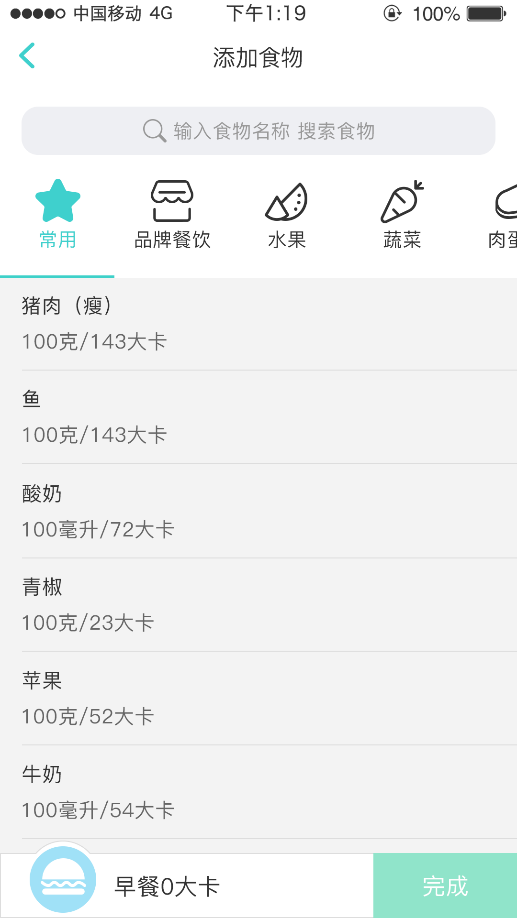 中国移动 4G 下午1:19 100%
添加食物
输入食物名称 搜索食物
常用 品牌餐饮 水果 蔬菜 肉蛋
猪肉（瘦）
100克/143大卡
鱼
100克/143大卡
酸奶
100毫升/72大卡
青椒
100克/23大卡
苹果
100克/52大卡
牛奶
100毫升/54大卡
早餐0大卡 完成